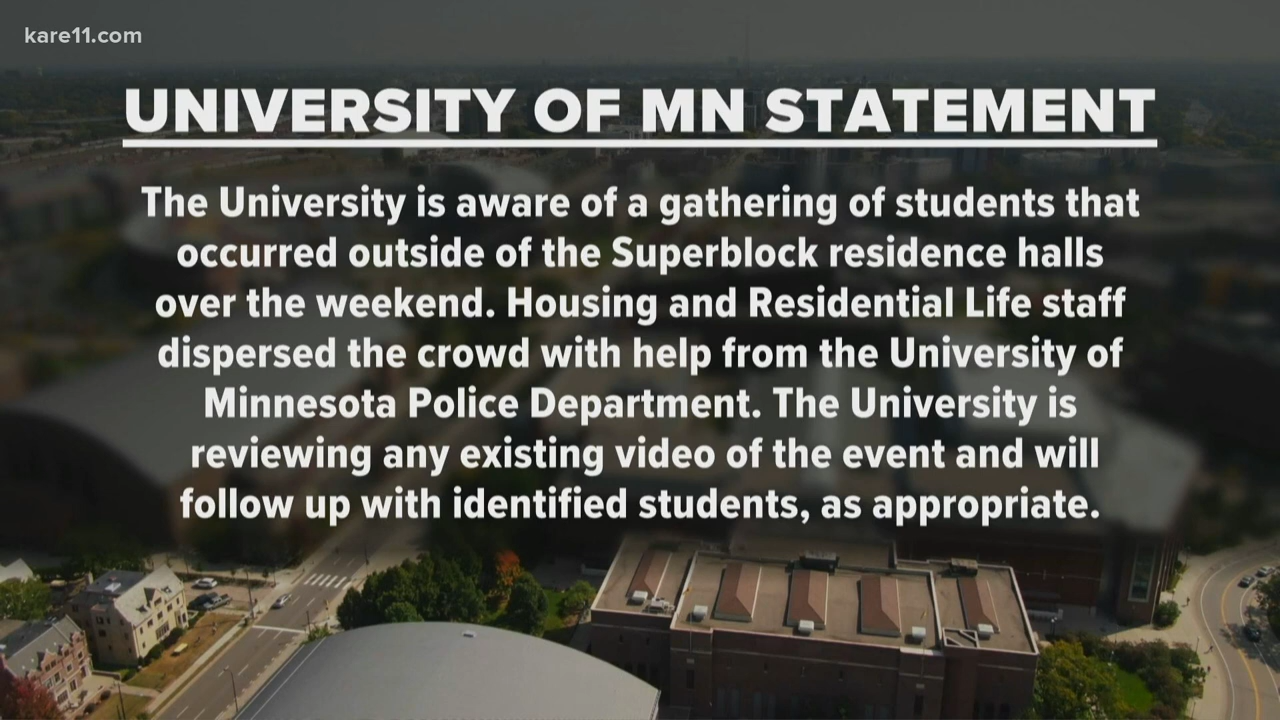 kare11.com
UNIVERSITY OF MN STATEMENT
The University is aware of a gathering of students that
occurred outside of the Superblock residence halls
over the weekend. Housing and Residential Life staff
dispersed the crowd with help from the University of
Minnesota Police Department. The University is
reviewing any existing video of the event and will
follow up with identified students, as appropriate.